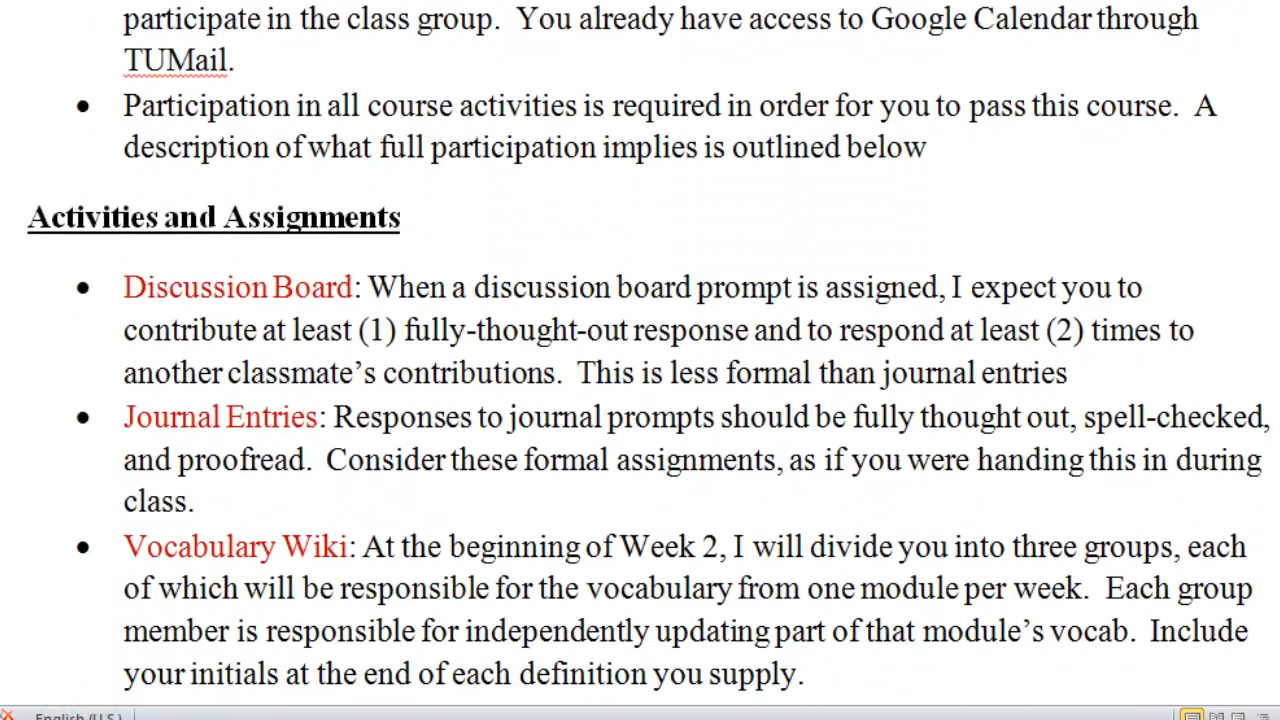 participate in the class group.  You already have access to Google Calendar through
TUMail.
• Participation in all course activities is required in order for you to pass this course.  A
description of what full participation implies is outlined below
Activities and Assignments
• Discussion Board: When a discussion board prompt is assigned, I expect you to
contribute at least (1) fully-thought-out response and to respond at least (2) times to
another classmate’s contributions.  This is less formal than journal entries
• Journal Entries: Responses to journal prompts should be fully thought out, spell-checked,
and proofread.  Consider these formal assignments, as if you were handing this in during
class.
• Vocabulary Wiki: At the beginning of Week 2, I will divide you into three groups, each
of which will be responsible for the vocabulary from one module per week.  Each group
member is responsible for independently updating part of that module’s vocab.  Include
your initials at the end of each definition you supply.
English (U.S.)